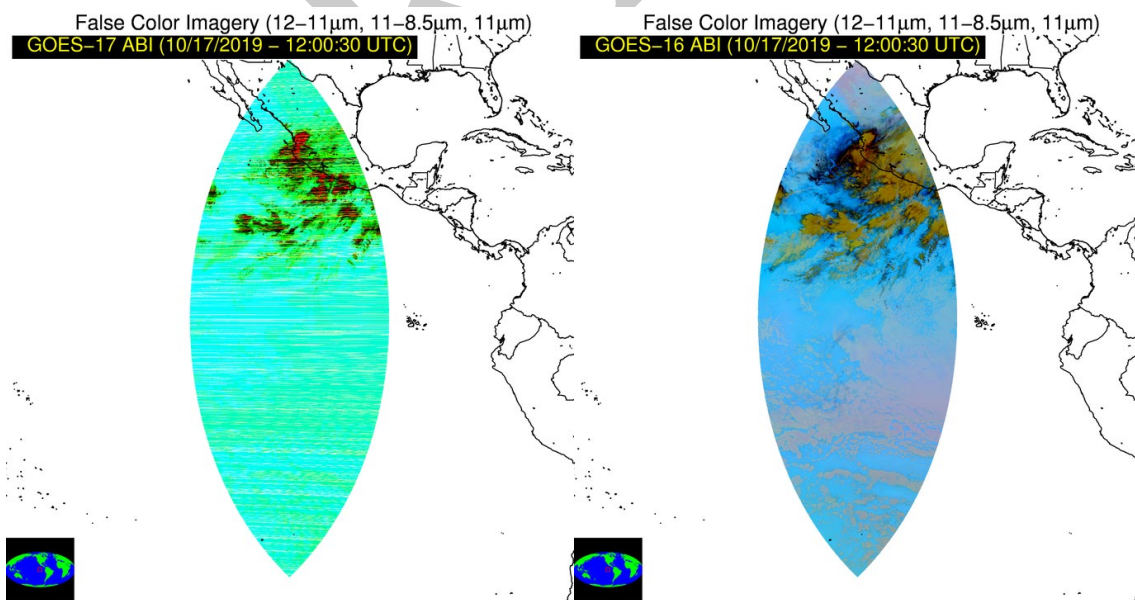 False Color Imagery (12−11µm, 11−8.5µm, 11µm)
GOES−17 ABI (10/17/2019 − 12:00:30 UTC)
False Color Imagery (12−11µm, 11−8.5µm, 11µm)
GOES−16 ABI (10/17/2019 − 12:00:30 UTC)